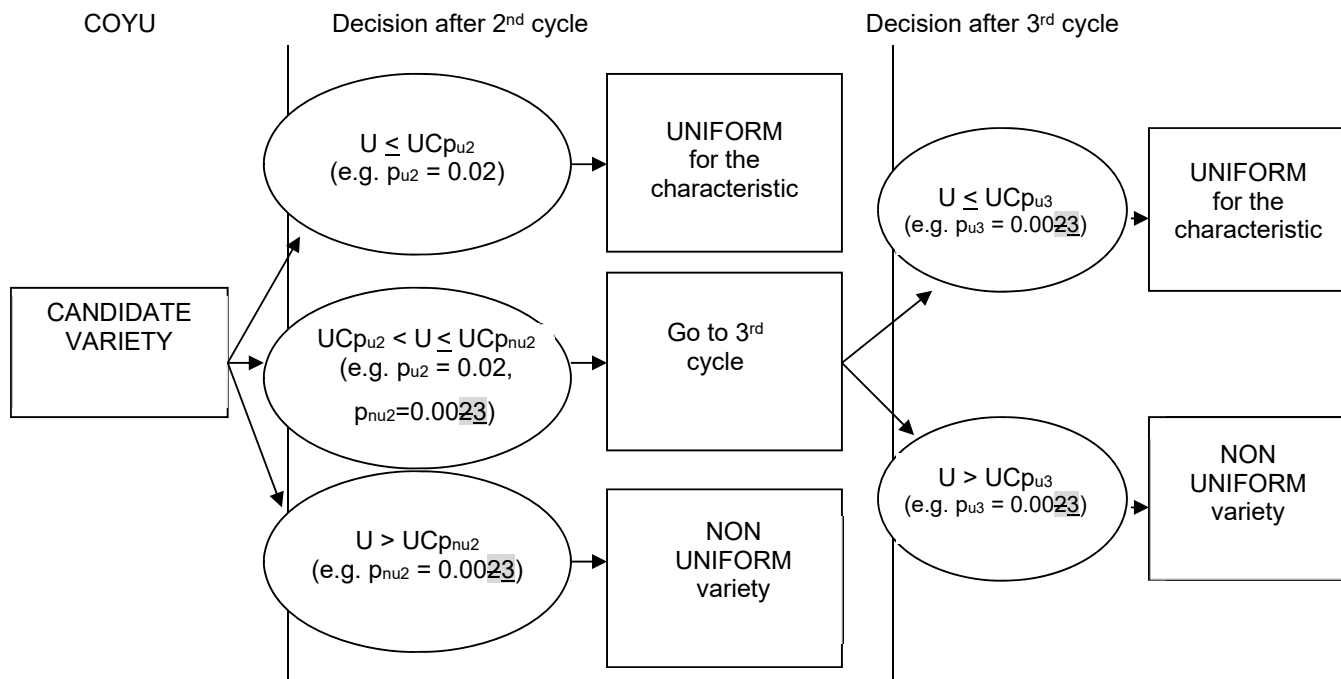 COYU
Decision after 2nd cycle
Decision after 3rd cycle
CANDIDATE
VARIETY
U ≤ UCpu2
(e.g. pu2 = 0.02)
UNIFORM
for the
characteristic
UCpu2 < U ≤ UCpnu2
(e.g. pu2 = 0.02,
pnu2=0.0023)
Go to 3rd
cycle
U > UCpnu2
(e.g. pnu2 = 0.0023)
NON
UNIFORM
variety
U ≤ UCpu3
(e.g. pu3 = 0.0023)
UNIFORM
for the
characteristic
U > UCpu3
(e.g. pu3 = 0.0023)
NON
UNIFORM
variety